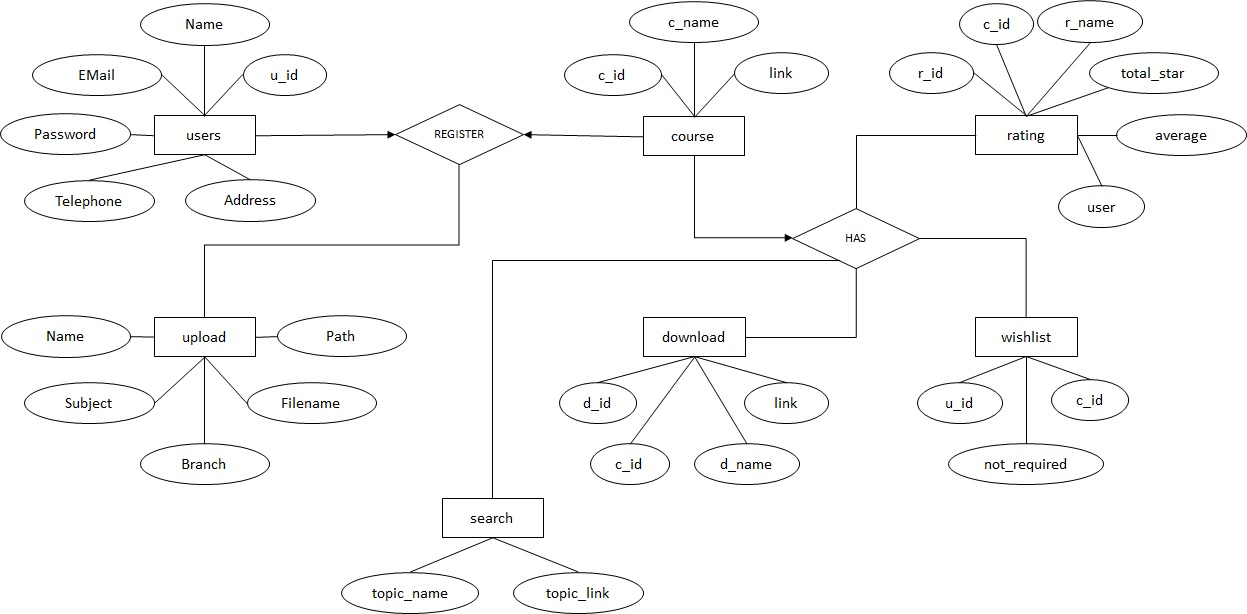 Name
c_name
c_id
r_name
EMail
u_id
c_id
link
r_id
total_star
Password
users
REGISTER
course
rating
average
Telephone
Address
user
HAS
Name
upload
Path
download
wishlist
Subject
Filename
d_id
link
u_id
c_id
Branch
c_id
d_name
not_required
search
topic_name
topic_link